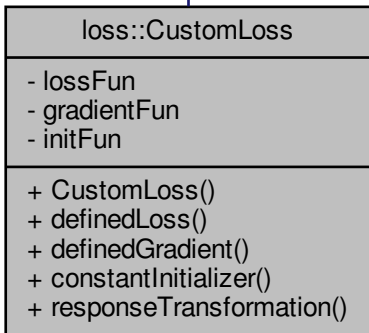 loss::CustomLoss
- lossFun
- gradientFun
- initFun
+ CustomLoss()
+ definedLoss()
+ definedGradient()
+ constantInitializer()
+ responseTransformation()